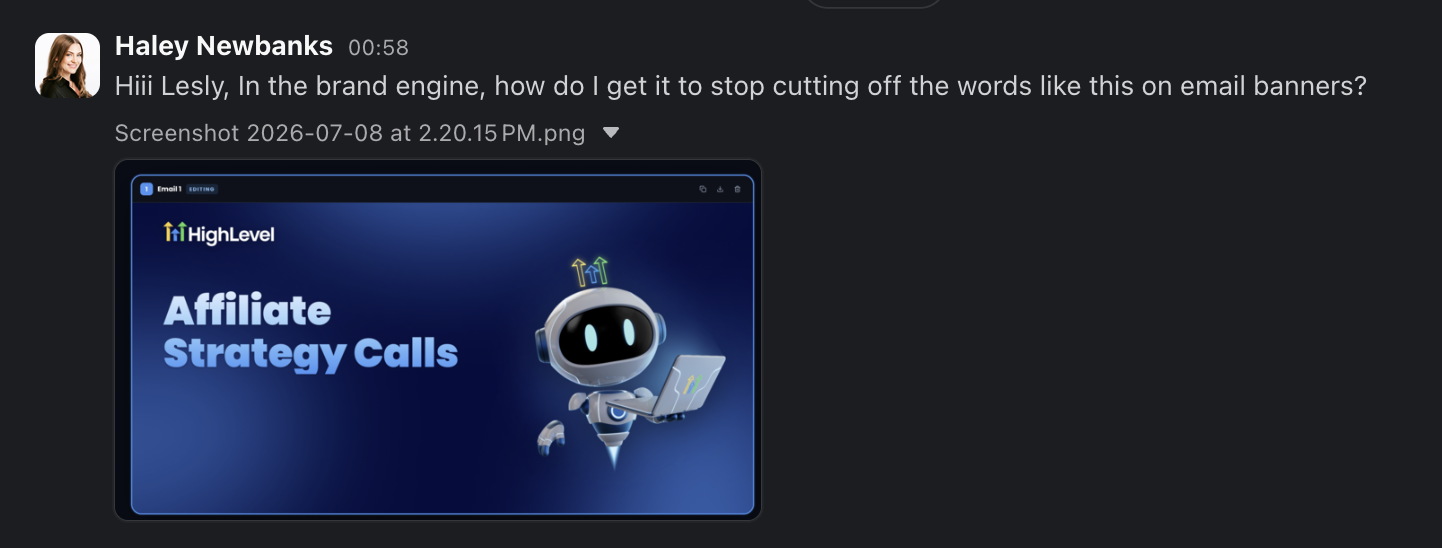 Haley Newbanks 00:58
Hiii Lesly, In the brand engine, how do I get it to stop cutting off the words like this on email banners?
Screenshot 2026-07-08 at 2.20.15 PM.png
1 Email 1 EDITING
HighLevel
Affiliate
Strategy Calls